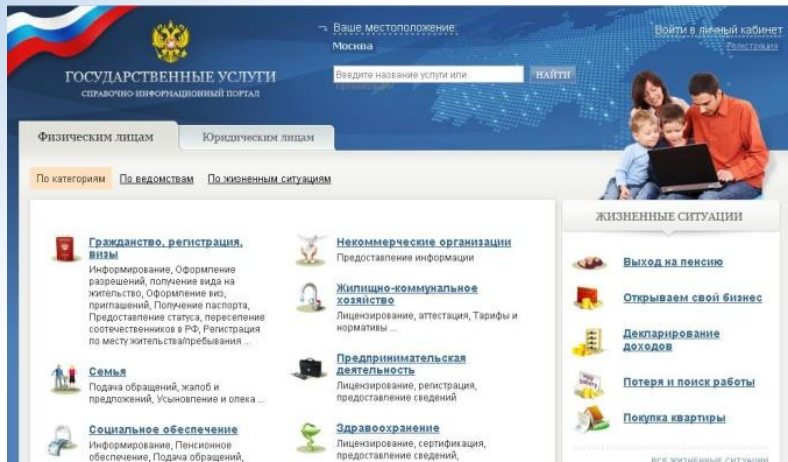 Ваше местоположение:
Москва
Войти в личный кабинет
Регистрация
ГОСУДАРСТВЕННЫЕ УСЛУГИ
СПРАВОЧНО-ИНФОРМАЦИОННЫЙ ПОРТАЛ
Введите название услуги или
организации
НАЙТИ
Физическим лицам
Юридическим лицам
По категориям
По ведомствам
По жизненным ситуациям
Гражданство, регистрация,
визы
Информирование, Оформление
разрешений, получение вида на
жительство, Оформление виз,
приглашений, Получение паспорта,
Предоставление статуса, переселение
соотечественников в РФ, Регистрация
по месту жительства/пребывания ...
Семья
Подача обращений, жалоб и
предложений, Усыновление и опека ...
Социальное обеспечение
Информирование, Пенсионное
обеспечение, Подача обращений,
Некоммерческие организации
Предоставление информации
Жилищно-коммунальное
хозяйство
Лицензирование, аттестация, Тарифы и
нормативы ...
Предпринимательская
деятельность
Лицензирование, регистрация,
предоставление сведений
Здравоохранение
Лицензирование, сертификация,
предоставление сведений,
ЖИЗНЕННЫЕ СИТУАЦИИ
Выход на пенсию
Открываем свой бизнес
Декларирование
доходов
Потеря и поиск работы
Покупка квартиры
ВСЕ ЖИЗНЕННЫЕ СИТУАЦИИ